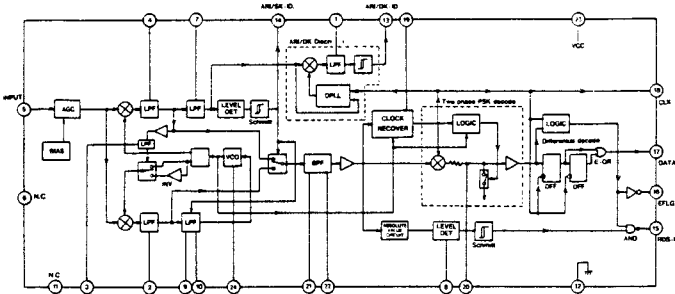 4
7
14
ARI/SK-ID
1
13
ARI/DK-ID
19
VCC
ARI/DK Discri
LPF
DPLL
INPUT
5
AGC
BIAS
LPF
LPF
LEVEL
DET
Schmitt
CLOCK
RECOVER
Two phase PSK decode
LOGIC
LOGIC
Differential decode
18
CLK
LPF
INV
VCO
BPF
DFF
DFF
E-OR
17
DATA
6
N.C
LPF
LPF
ABSOLUTE
VALUE
CIRCUIT
LEVEL
DET
Schmitt
16
EFLG
AND
15
N.C
11
3
2
9
10
24
21
22
8
20
12